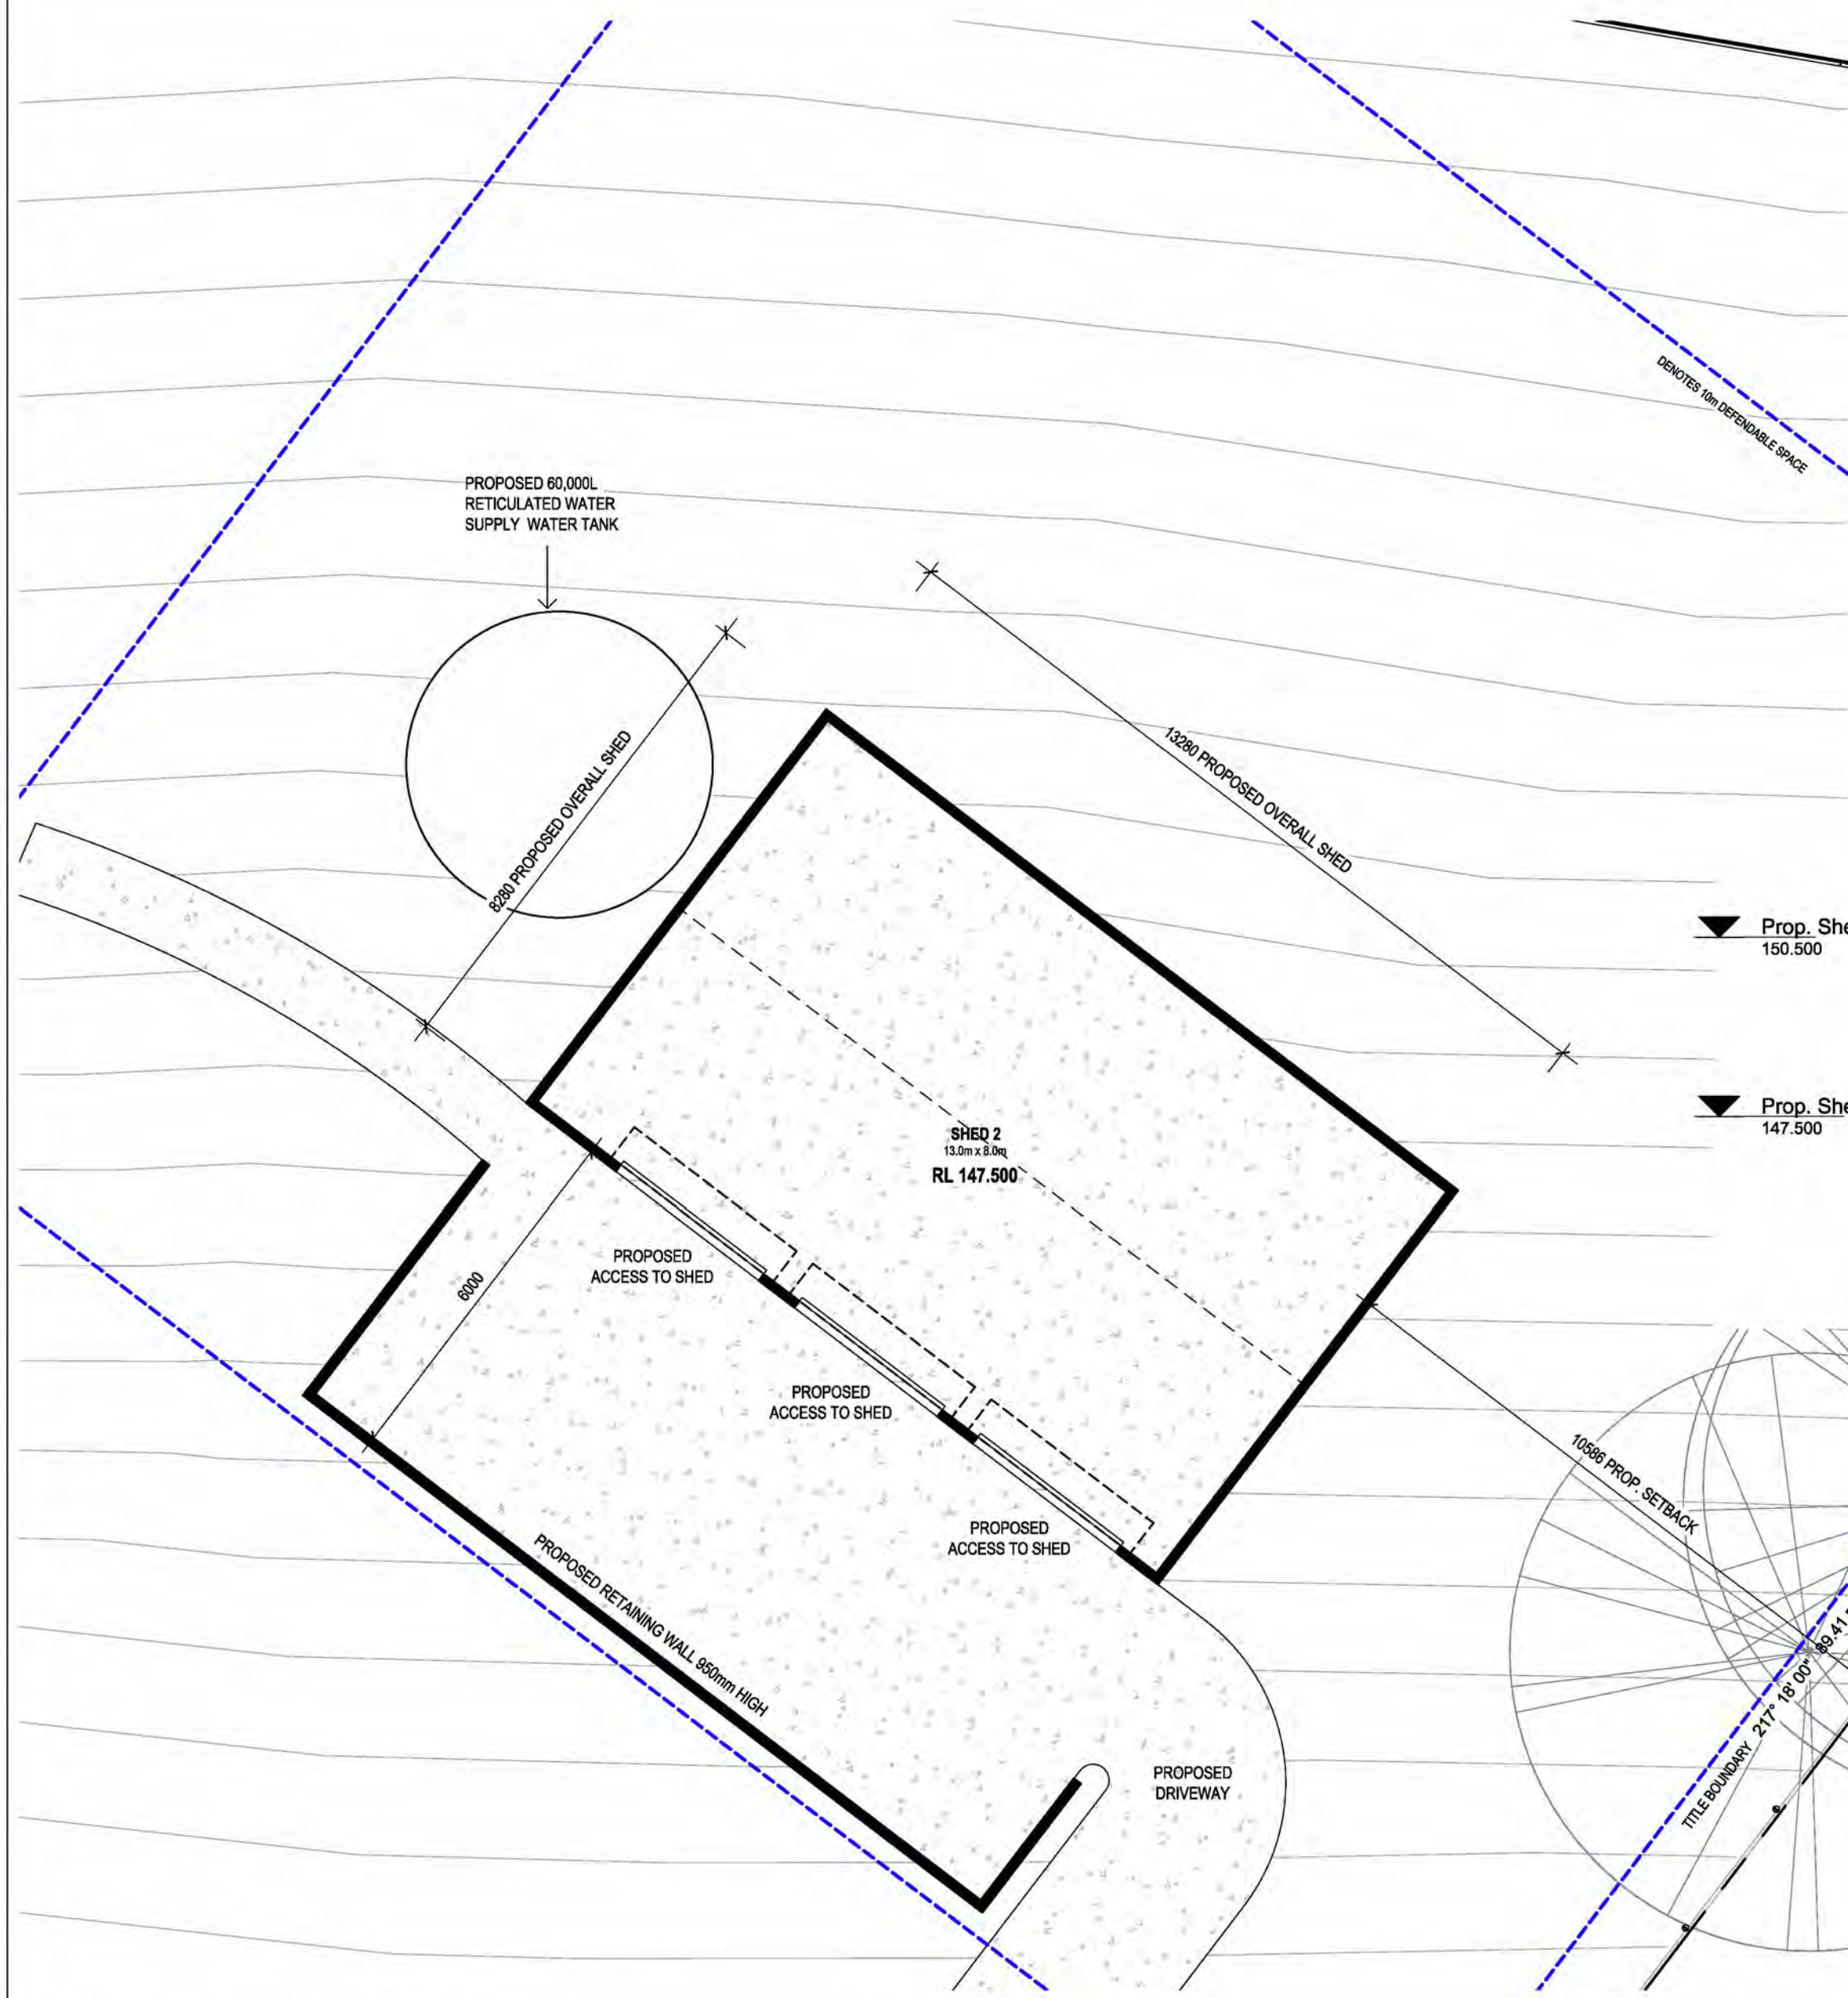 DENOTES 10m DEFENDABLE SPACE
PROPOSED 60,000L
RETICULATED WATER
SUPPLY WATER TANK
8280 PROPOSED OVERALL SHED
13280 PROPOSED OVERALL SHED
Prop. She
150.500
Prop. She
147.500
SHED 2
13.0m x 8.0m
RL 147.500
PROPOSED
ACCESS TO SHED
6000
PROPOSED
ACCESS TO SHED
PROPOSED
ACCESS TO SHED
10586 PROP. SETBACK
PROPOSED RETAINING WALL 950mm HIGH
PROPOSED
DRIVEWAY
TITLE BOUNDARY 217° 18' 00" 89.41